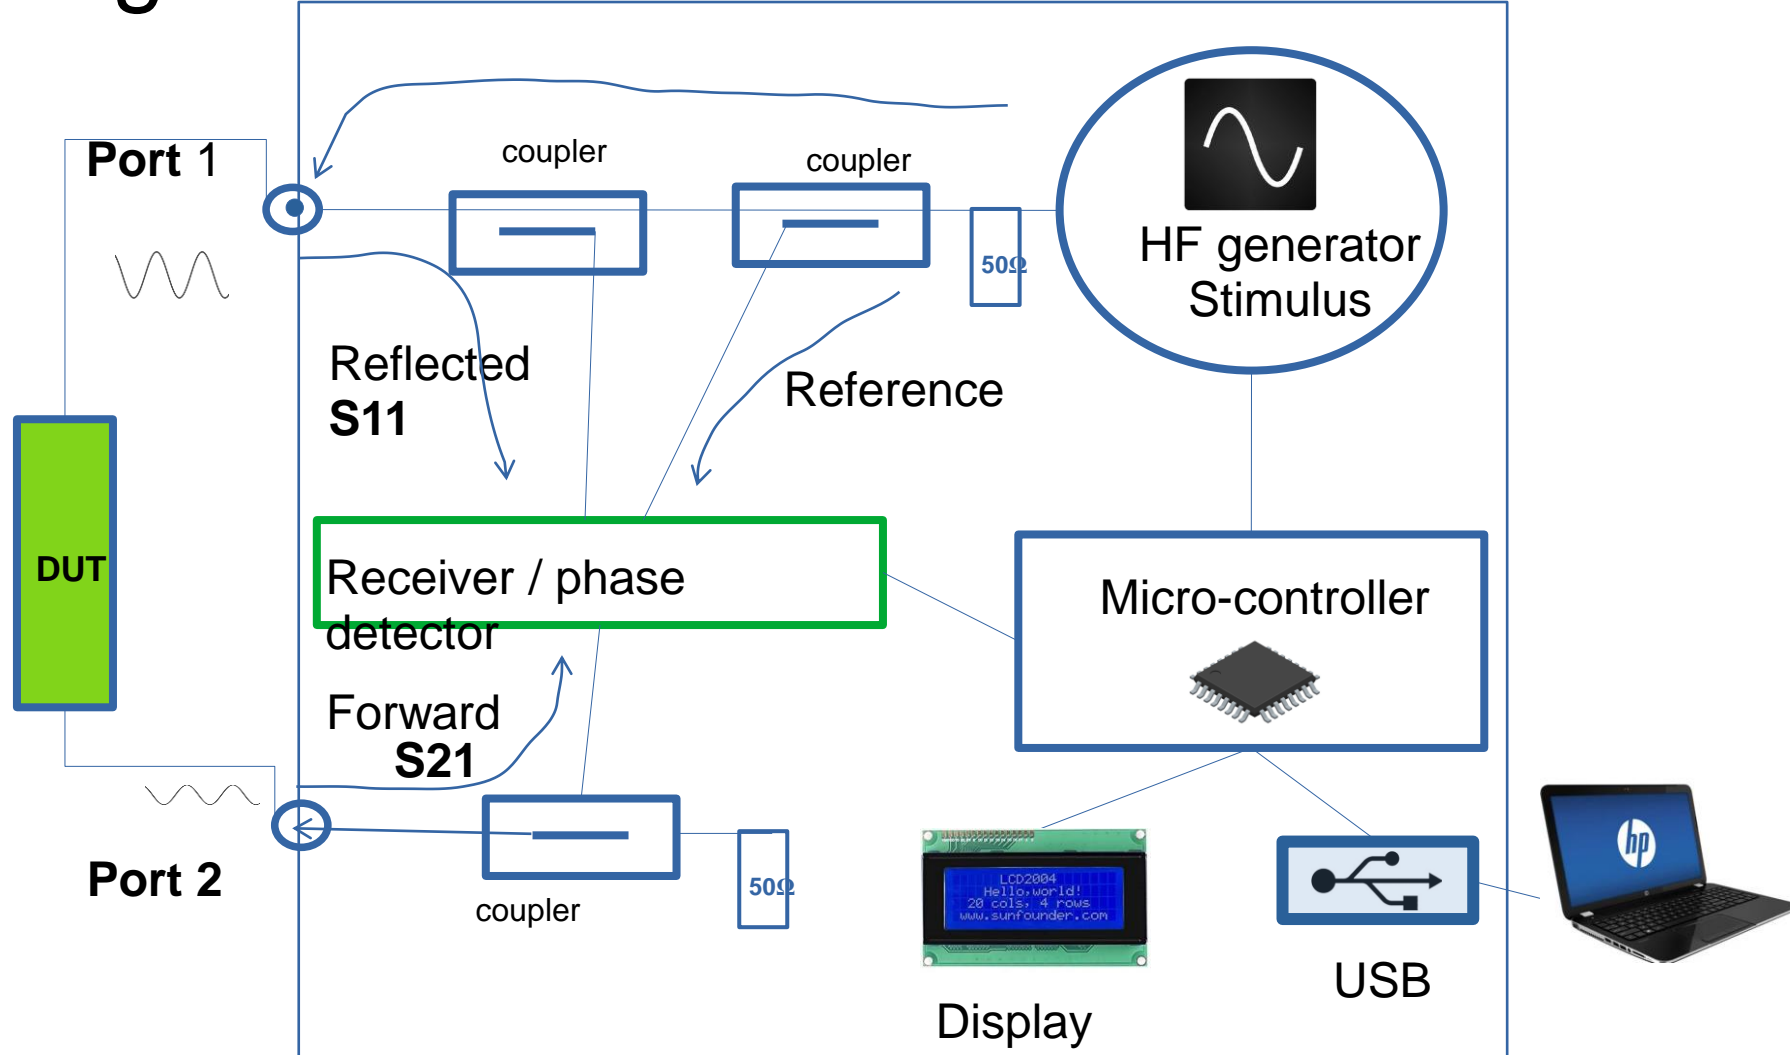 Port 1
coupler
coupler
HF generator
Stimulus
50Ω
Reflected
S11
Reference
DUT
Receiver / phase
detector
Micro-controller
Forward
S21
Port 2
coupler
50Ω
LCD2004
Hello,world!
20 cols, 4 rows
www.sunfounder.com
hp
USB
Display